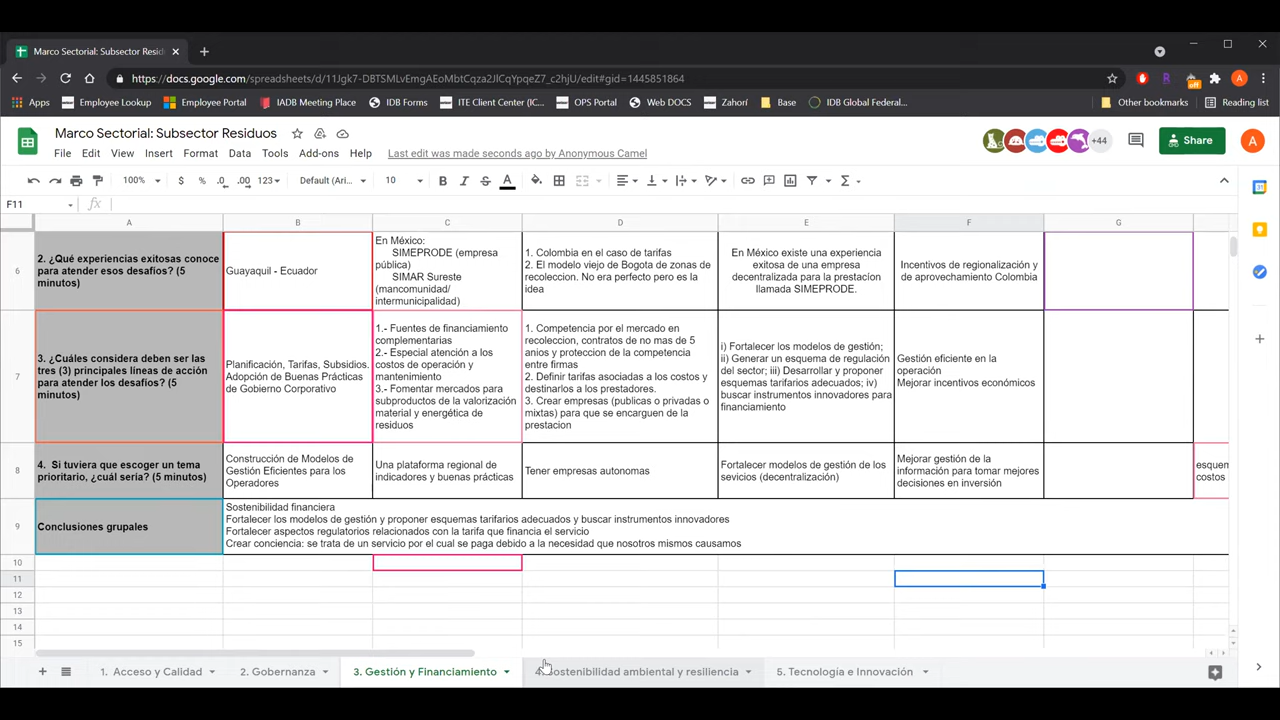 Marco Sectorial: Subsector Resid
https://docs.google.com/spreadsheets/d/11Jgk7-DBTSMLvEmgAEoMbtCqza2JlCqYpqeZ7_c2hjU/edit#gid=1445851864
Apps Employee Lookup Employee Portal IADB Meeting Place IDB Forms ITE Client Center (IC... OPS Portal Web DOCS Zahorí Base IDB Global Federal... Other bookmarks Reading list
Marco Sectorial: Subsector Residuos
+44 Share A
File Edit View Insert Format Data Tools Add-ons Help Last edit was made seconds ago by Anonymous Camel
100% $ % .0 .00 123 Default (Ari... 10 B I S A
F11 fx
A B C D E F G
6
2. ¿Qué experiencias exitosas conoce
para atender esos desafíos? (5
minutos)
Guayaquil - Ecuador
En México:
SIMEPRODE (empresa
pública)
SIMAR Sureste
(mancomunidad/
intermunicipalidad)
1. Colombia en el caso de tarifas
2. El modelo viejo de Bogota de zonas de
recoleccion. No era perfecto pero es la
idea
En México existe una experiencia
exitosa de una empresa
decentralizada para la prestacíon
llamada SIMEPRODE.
Incentivos de regionalización y
de aprovechamiento Colombia
7
3. ¿Cuáles considera deben ser las
tres (3) principales líneas de acción
para atender los desafíos? (5
minutos)
Planificación, Tarifas, Subsidios.
Adopción de Buenas Prácticas
de Gobierno Corporativo
1.- Fuentes de financiamiento
complementarias
2.- Especial atención a los
costos de operación y
mantenimiento
3.- Fomentar mercados para
subproductos de la valorización
material y energética de
residuos
1. Competencia por el mercado en
recoleccion, contratos de no mas de 5
anios y proteccion de la competencia
entre firmas
2. Definir tarifas asociadas a los costos y
destinarlos a los prestadores.
3. Crear empresas (publicas o privadas o
mixtas) para que se encarguen de la
prestacion
i) Fortalecer los modelos de gestión;
ii) Generar un esquema de regulación
del sector; iii) Desarrollar y proponer
esquemas tarifarios adecuados; iv)
buscar instrumentos innovadores para
financiamiento
Gestión eficiente en la
operación
Mejorar incentivos económicos
8
4. Si tuviera que escoger un tema
prioritario, ¿cuál sería? (5 minutos)
Construcción de Modelos de
Gestión Eficientes para los
Operadores
Una plataforma regional de
indicadores y buenas prácticas
Tener empresas autonomas
Fortalecer modelos de gestión de los
sevicios (decentralización)
Mejorar gestión de la
información para tomar mejores
decisiones en inversión
esquem
costos
9
Conclusiones grupales
Sostenibilidad financiera
Fortalecer los modelos de gestión y proponer esquemas tarifarios adecuados y buscar instrumentos innovadores
Fortalecer aspectos regulatorios relacionados con la tarifa que financia el servicio
Crear conciencia: se trata de un servicio por el cual se paga debido a la necesidad que nosotros mismos causamos
10
11
12
13
14
15
1. Acceso y Calidad 2. Gobernanza 3. Gestión y Financiamiento 4. Sostenibilidad ambiental y resiliencia 5. Tecnología e Innovación